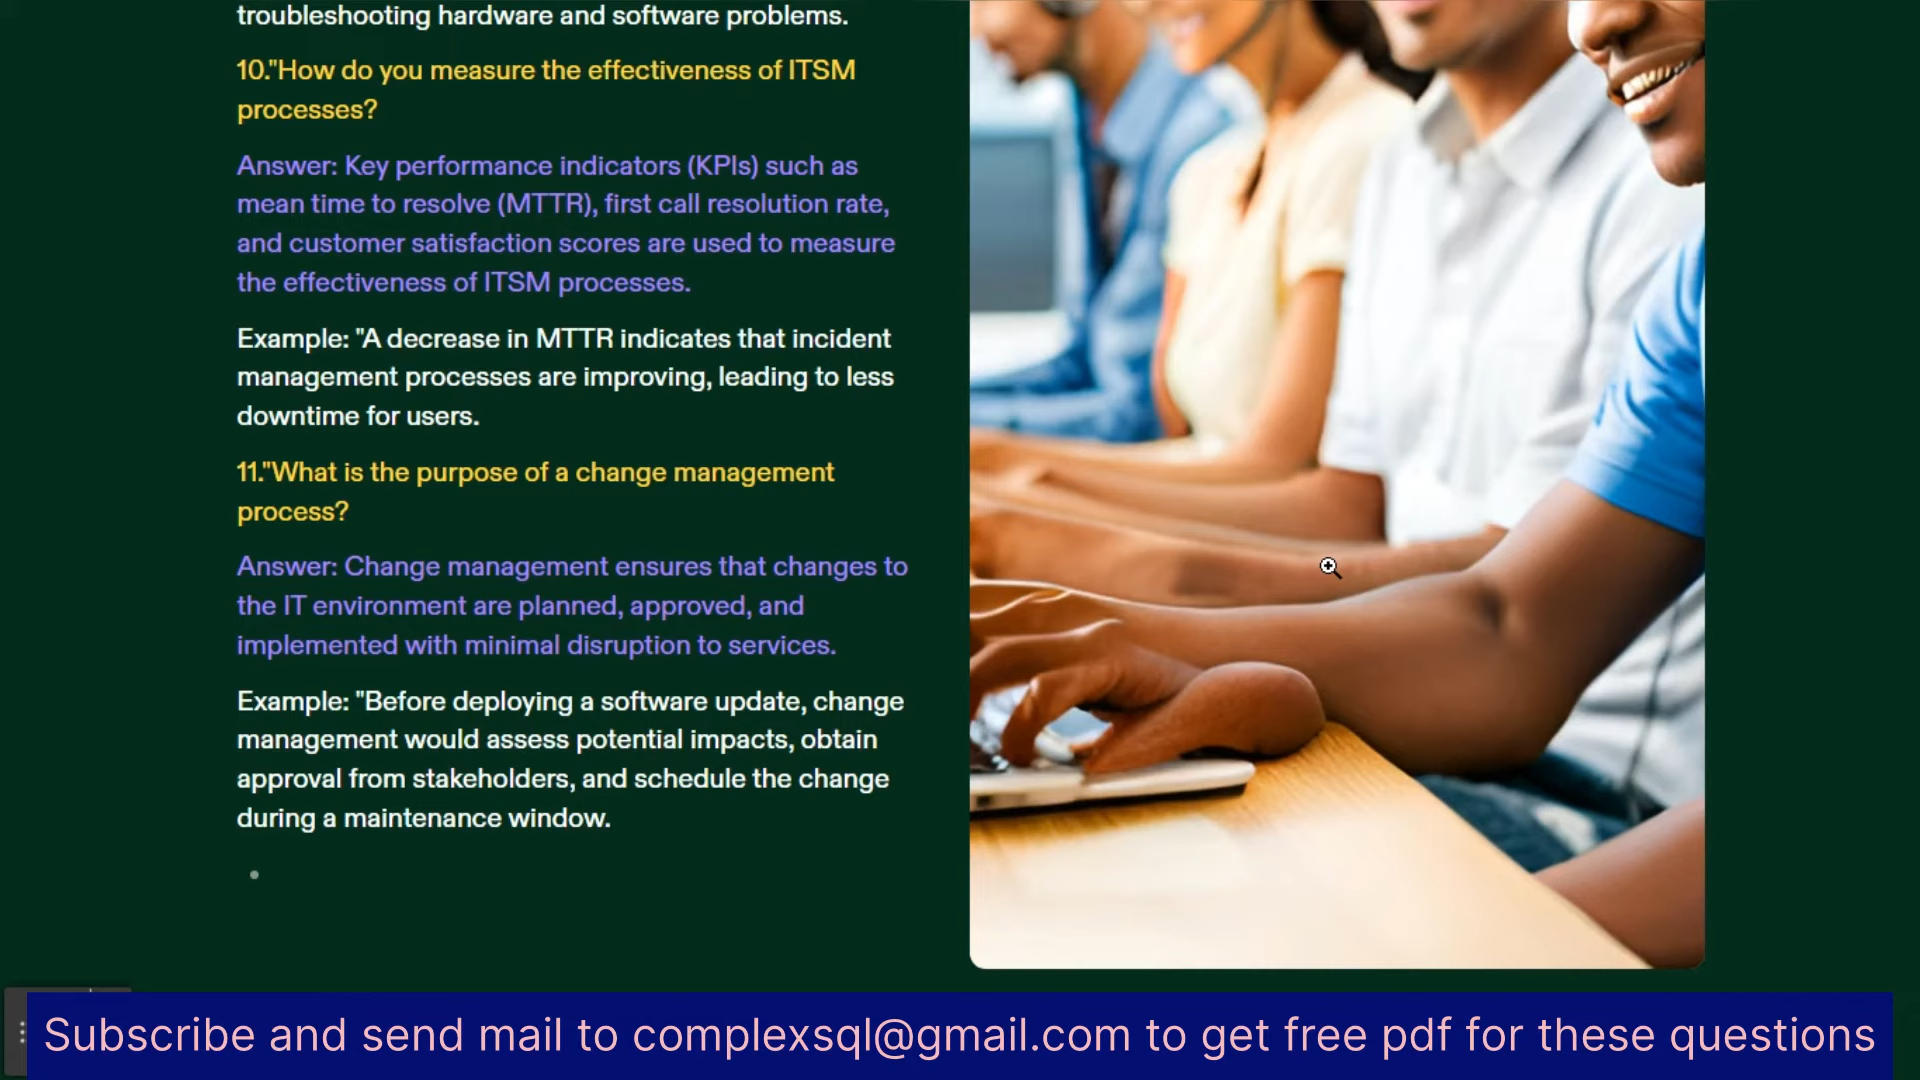 troubleshooting hardware and software problems.
10."How do you measure the effectiveness of ITSM
processes?
Answer: Key performance indicators (KPIs) such as
mean time to resolve (MTTR), first call resolution rate,
and customer satisfaction scores are used to measure
the effectiveness of ITSM processes.
Example: "A decrease in MTTR indicates that incident
management processes are improving, leading to less
downtime for users.
11."What is the purpose of a change management
process?
Answer: Change management ensures that changes to
the IT environment are planned, approved, and
implemented with minimal disruption to services.
Example: "Before deploying a software update, change
management would assess potential impacts, obtain
approval from stakeholders, and schedule the change
during a maintenance window.
Subscribe and send mail to complexsql@gmail.com to get free pdf for these questions